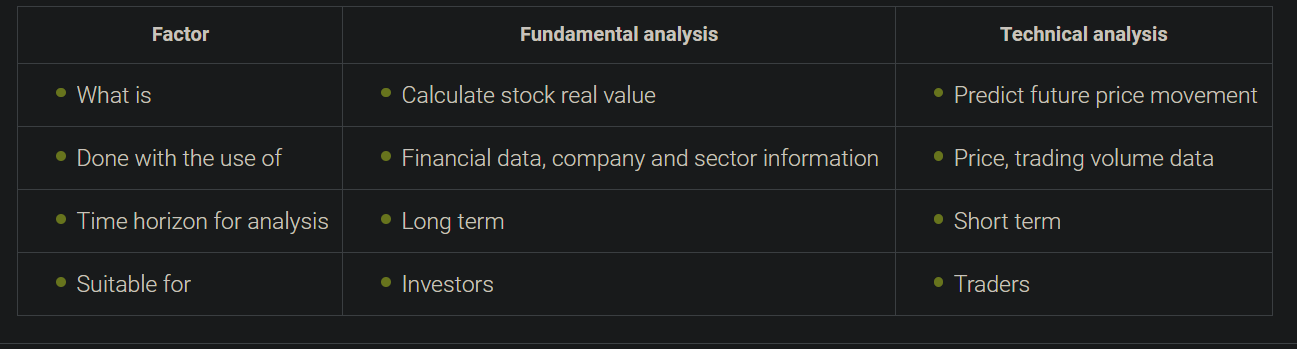 Factor Fundamental analysis Technical analysis
What is Calculate stock real value Predict future price movement
Done with the use of Financial data, company and sector information Price, trading volume data
Time horizon for analysis Long term Short term
Suitable for Investors Traders